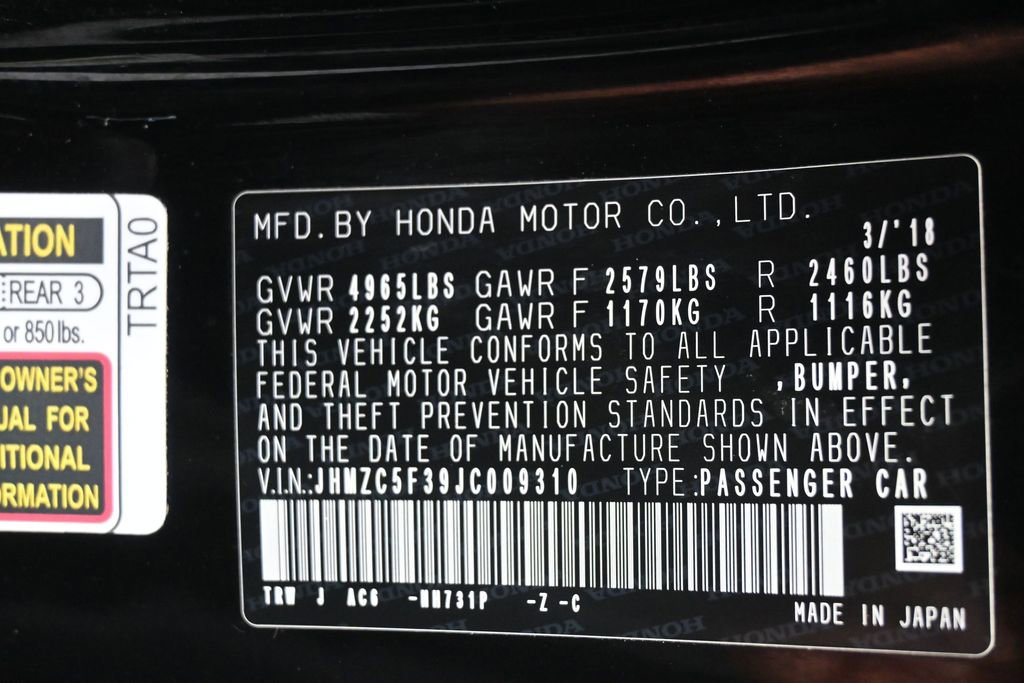 ATION
REAR 3
or 850 lbs.
OWNER'S
UAL FOR
ITIONAL
ORMATION
TRTA0
MFD. BY HONDA MOTOR CO., LTD.
3/'18
GVWR 4965LBS GAWR F 2579LBS R 2460LBS
GVWR 2252KG GAWR F 1170KG R 1116KG
THIS VEHICLE CONFORMS TO ALL APPLICABLE
FEDERAL MOTOR VEHICLE SAFETY , BUMPER,
AND THEFT PREVENTION STANDARDS IN EFFECT
ON THE DATE OF MANUFACTURE SHOWN ABOVE.
V.I.N.:JHMZC5F39JC009310 TYPE:PASSENGER CAR
TRW J AC6 -NH731P -Z -C
MADE IN JAPAN